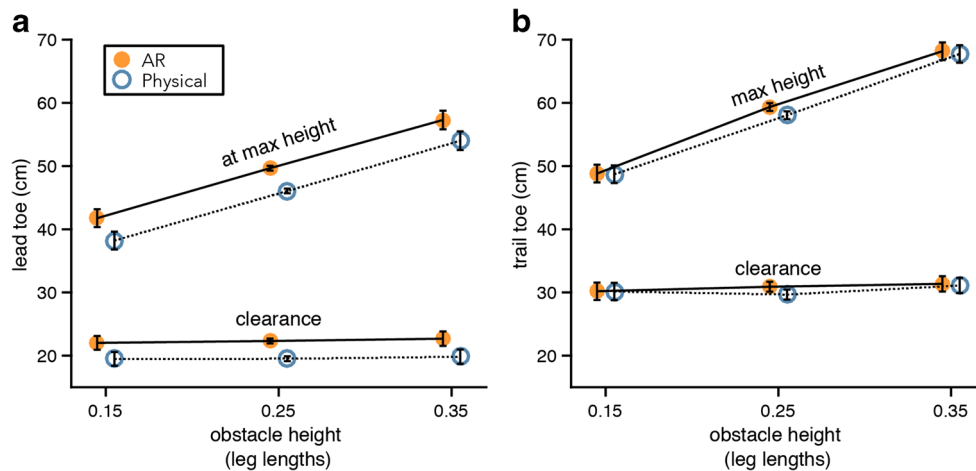 a
70
60
50
40
30
20
lead toe (cm)
AR
Physical
at max height
clearance
0.15
0.25
0.35
obstacle height
(leg lengths)
b
70
60
50
40
30
20
trail toe (cm)
max height
clearance
0.15
0.25
0.35
obstacle height
(leg lengths)